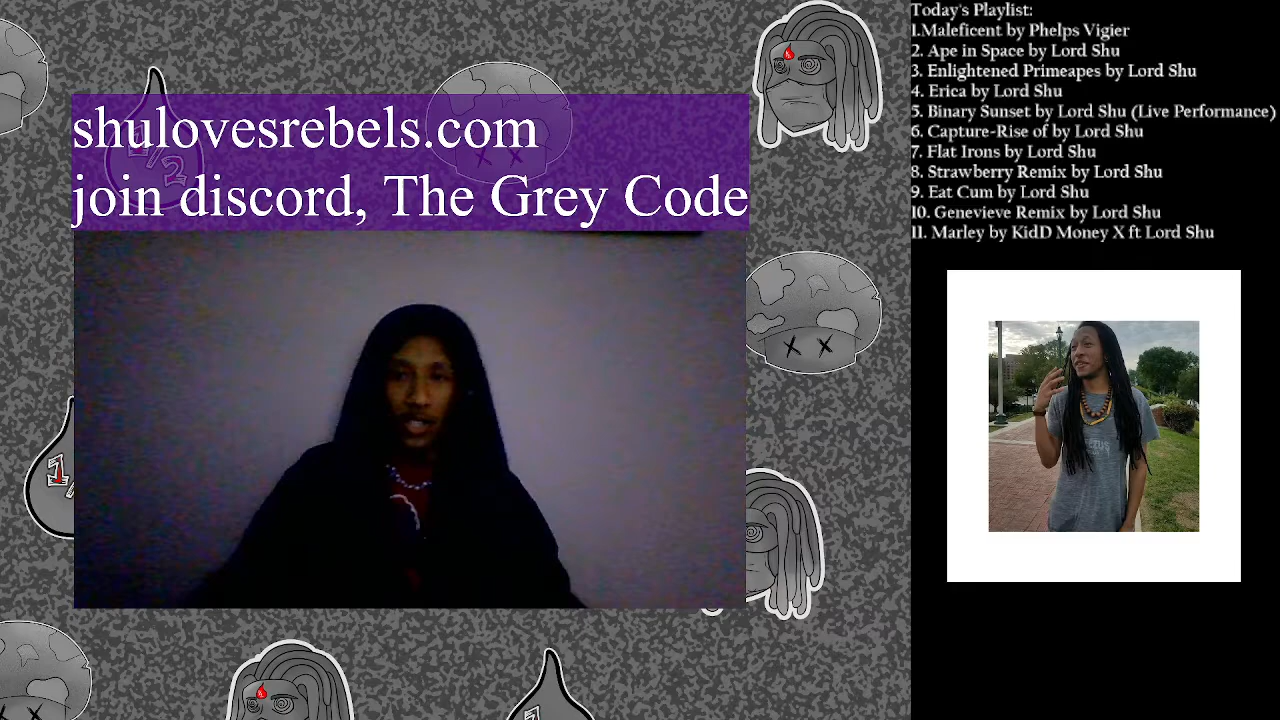 shulovesrebels.com
join discord, The Grey Code
Today's Playlist:
1.Maleficent by Phelps Vigier
2. Ape in Space by Lord Shu
3. Enlightened Primeapes by Lord Shu
4. Erica by Lord Shu
5. Binary Sunset by Lord Shu (Live Performance)
6. Capture-Rise of by Lord Shu
7. Flat Irons by Lord Shu
8. Strawberry Remix by Lord Shu
9. Eat Cum by Lord Shu
10. Genevieve Remix by Lord Shu
11. Marley by KidD Money X ft Lord Shu
1/2